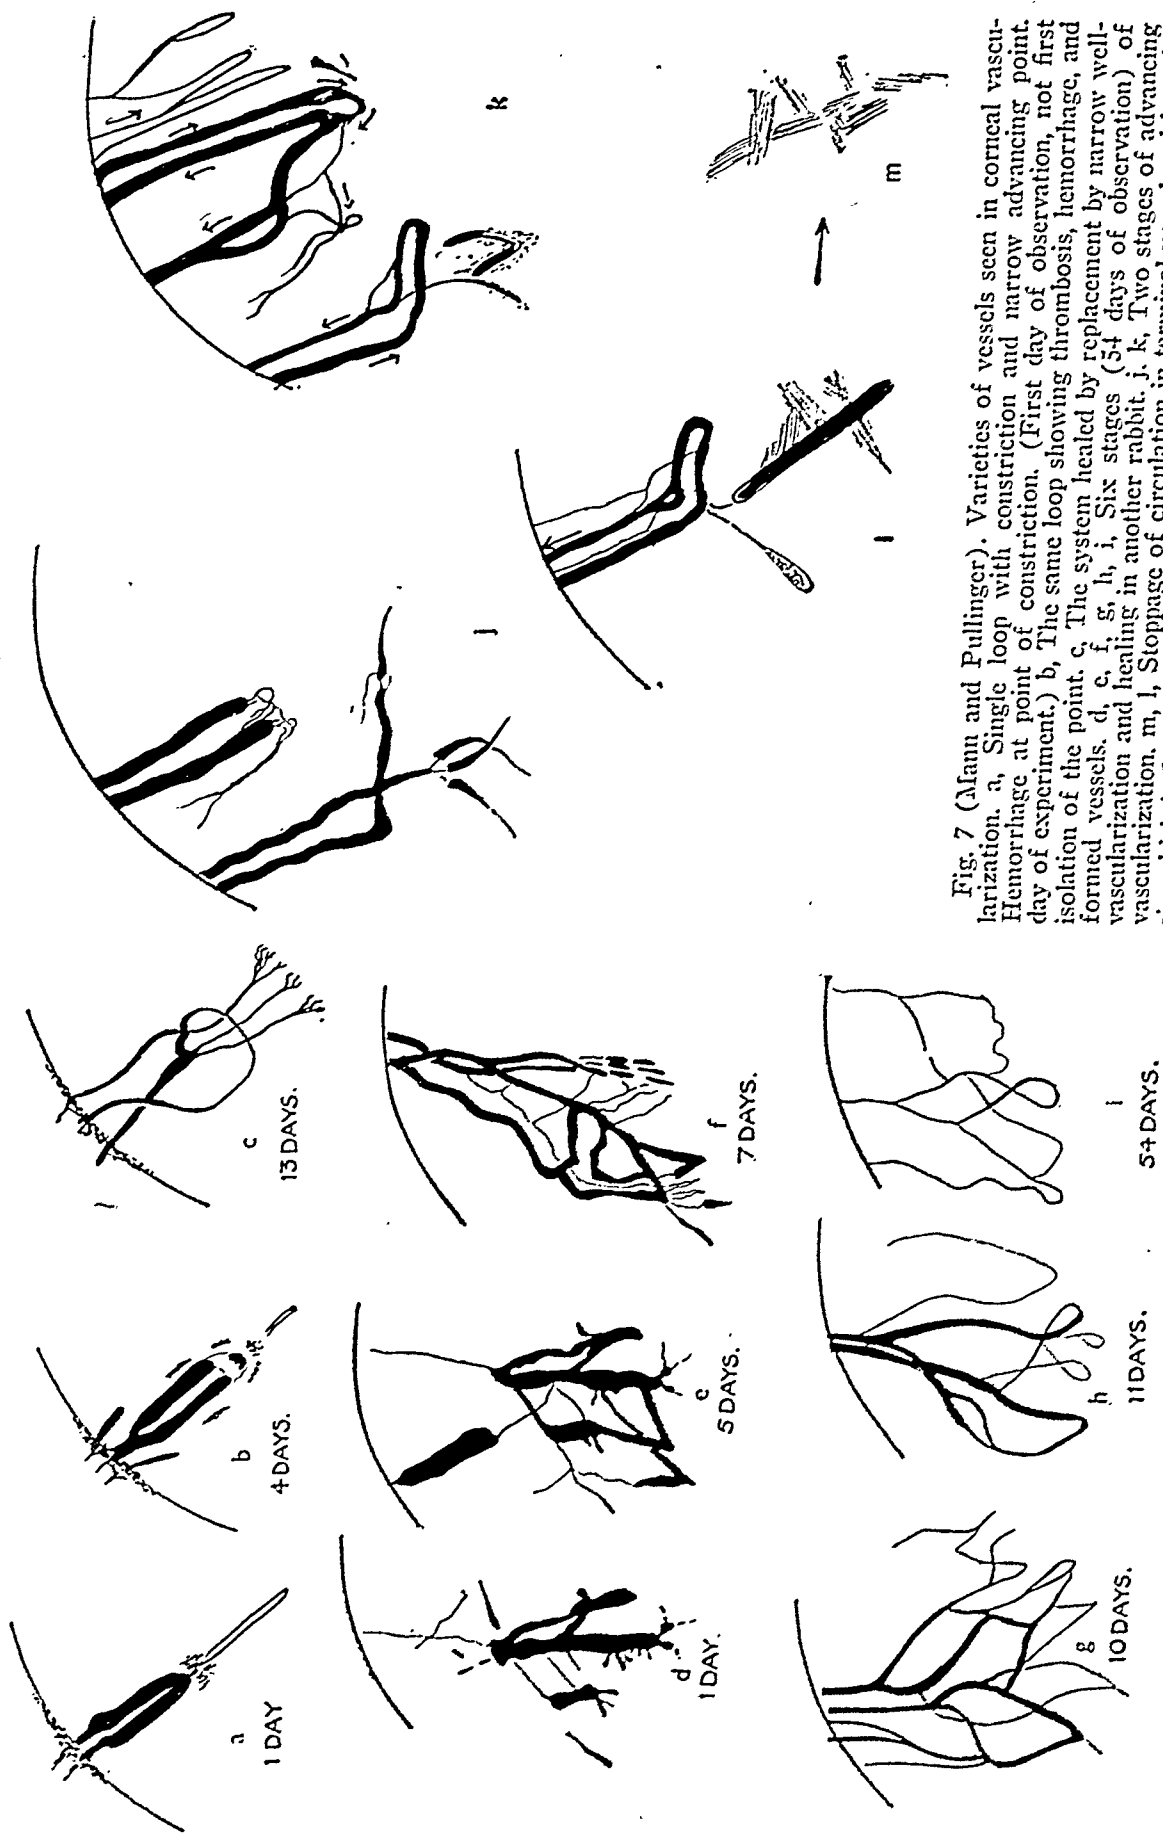 a
1 DAY
b
4 DAYS.
c
13 DAYS.
d
1 DAY.
e
5 DAYS.
f
7 DAYS.
g
10 DAYS.
h
11 DAYS.
i
54 DAYS.
j
k
l
m
Fig. 7 (Mann and Pullinger). Varieties of vessels seen in corneal vascu-
larization. a, Single loop with constriction and narrow advancing point.
Hemorrhage at point of constriction. (First day of observation, not first
day of experiment.) b, The same loop showing thrombosis, hemorrhage, and
isolation of the point. c, The system healed by replacement by narrow well-
formed vessels. d, e, f, g, h, i, Six stages (54 days of observation) of
vascularization and healing in another rabbit. j, k, Two stages of advancing
vascularization. m, l, Stoppage of circulation in terminal